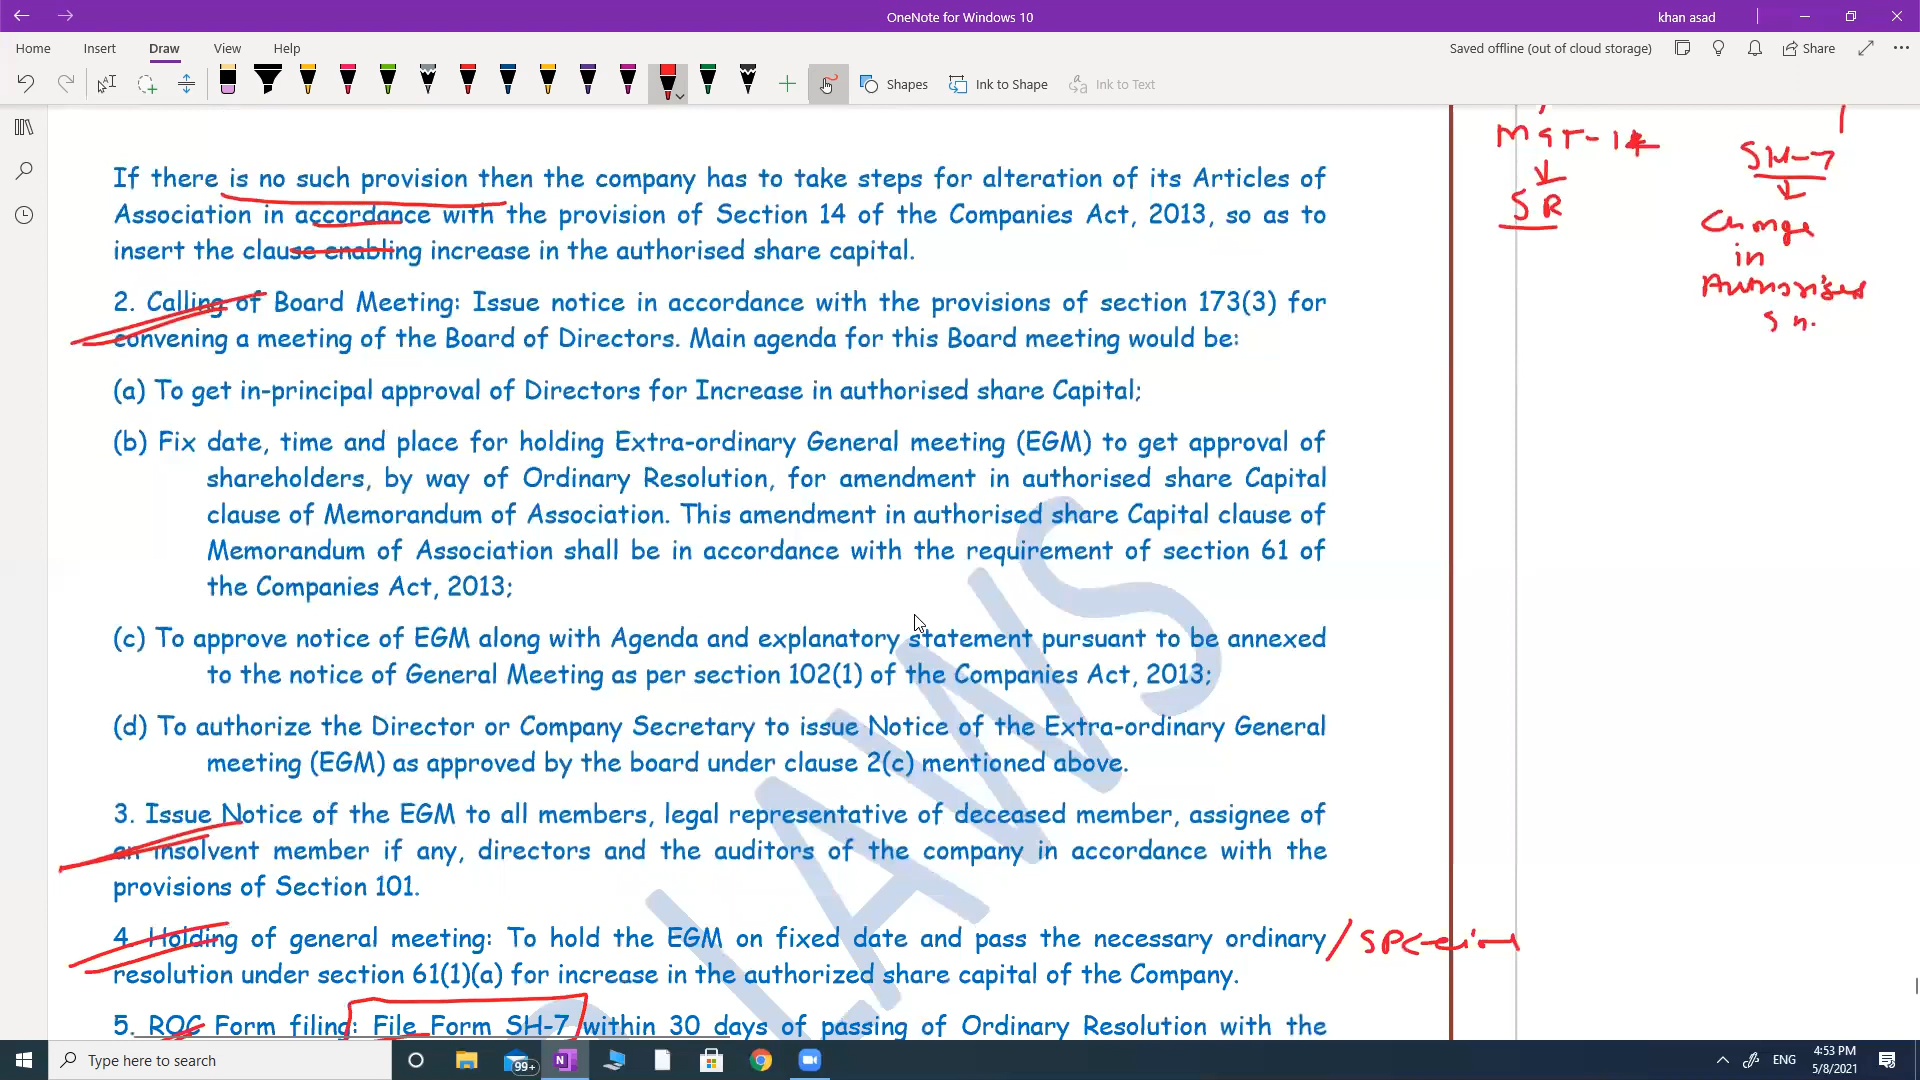 OneNote for Windows 10
khan asad
Home Insert Draw View Help
Saved offline (out of cloud storage)
Share
Shapes
Ink to Shape
Ink to Text
If there is no such provision then the company has to take steps for alteration of its Articles of
Association in accordance with the provision of Section 14 of the Companies Act, 2013, so as to
insert the clause enabling increase in the authorised share capital.
2. Calling of Board Meeting: Issue notice in accordance with the provisions of section 173(3) for
convening a meeting of the Board of Directors. Main agenda for this Board meeting would be:
(a) To get in-principal approval of Directors for Increase in authorised share Capital;
(b) Fix date, time and place for holding Extra-ordinary General meeting (EGM) to get approval of
shareholders, by way of Ordinary Resolution, for amendment in authorised share Capital
clause of Memorandum of Association. This amendment in authorised share Capital clause of
Memorandum of Association shall be in accordance with the requirement of section 61 of
the Companies Act, 2013;
(c) To approve notice of EGM along with Agenda and explanatory statement pursuant to be annexed
to the notice of General Meeting as per section 102(1) of the Companies Act, 2013;
(d) To authorize the Director or Company Secretary to issue Notice of the Extra-ordinary General
meeting (EGM) as approved by the board under clause 2(c) mentioned above.
3. Issue Notice of the EGM to all members, legal representative of deceased member, assignee of
an insolvent member if any, directors and the auditors of the company in accordance with the
provisions of Section 101.
4. Holding of general meeting: To hold the EGM on fixed date and pass the necessary ordinary / special
resolution under section 61(1)(a) for increase in the authorized share capital of the Company.
5. ROC Form filing: File Form SH-7 within 30 days of passing of Ordinary Resolution with the
LAWS
MGT-14
SR
SH-7
Change
in
Authorised
Type here to search
99+
ENG
4:53 PM
5/8/2021